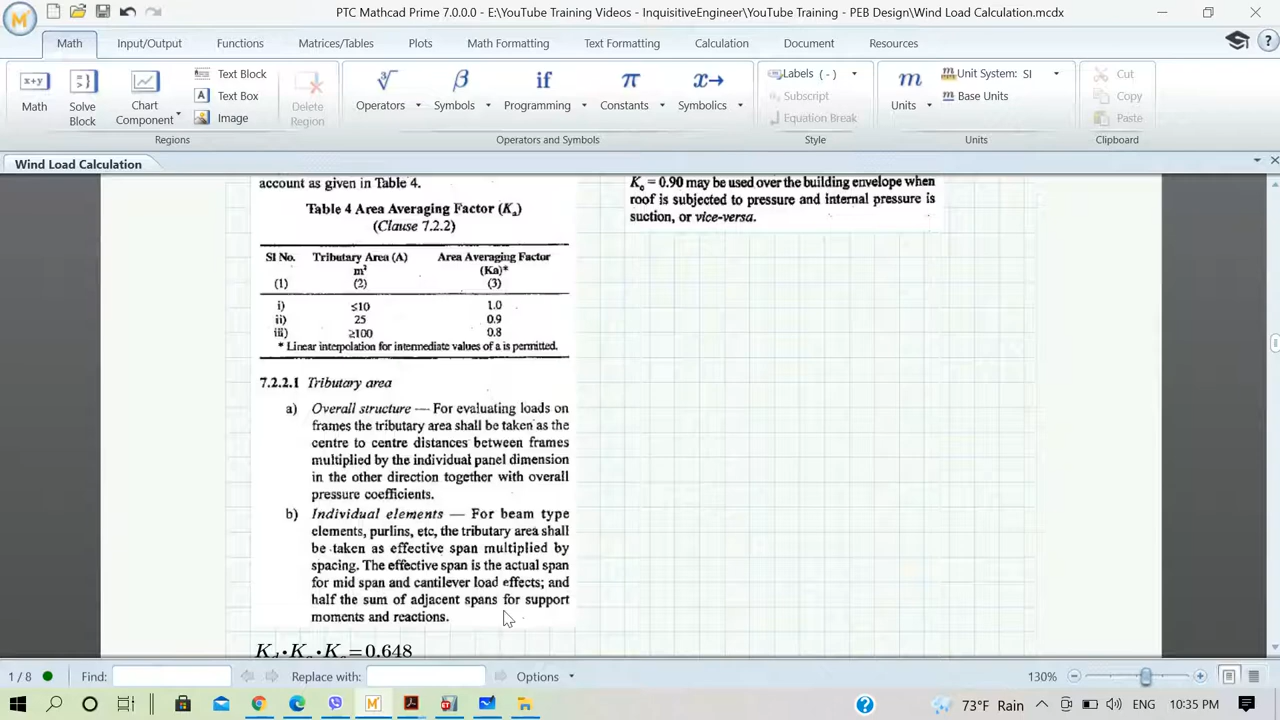 PTC Mathcad Prime 7.0.0.0 - E:\YouTube Training Videos - InquisitiveEngineer\YouTube Training - PEB Design\Wind Load Calculation.mcdx
Math
Input/Output
Functions
Matrices/Tables
Plots
Math Formatting
Text Formatting
Calculation
Document
Resources
Math
Solve
Block
Chart
Component
Text Block
Text Box
Image
Delete
Region
Regions
Operators
Symbols
Programming
Constants
Symbolics
Operators and Symbols
Labels ( - )
Subscript
Equation Break
Style
Units
Unit System: SI
Base Units
Units
Cut
Copy
Paste
Clipboard
Wind Load Calculation
account as given in Table 4.
Table 4 Area Averaging Factor (Ka)
(Clause 7.2.2)
Sl No. Tributary Area (A) Area Averaging Factor
m² (Ka)*
(1) (2) (3)
i) ≤10 1.0
ii) 25 0.9
iii) ≥100 0.8
* Linear interpolation for intermediate values of a is permitted.
7.2.2.1 Tributary area
a) Overall structure — For evaluating loads on
frames the tributary area shall be taken as the
centre to centre distances between frames
multiplied by the individual panel dimension
in the other direction together with overall
pressure coefficients.
b) Individual elements — For beam type
elements, purlins, etc, the tributary area shall
be taken as effective span multiplied by
spacing. The effective span is the actual span
for mid span and cantilever load effects; and
half the sum of adjacent spans for support
moments and reactions.
Kc = 0.90 may be used over the building envelope when
roof is subjected to pressure and internal pressure is
suction, or vice-versa.
Kd·Ka·Kc=0.648
1 / 8
Find:
Replace with:
Options
130%
73°F Rain
ENG
10:35 PM